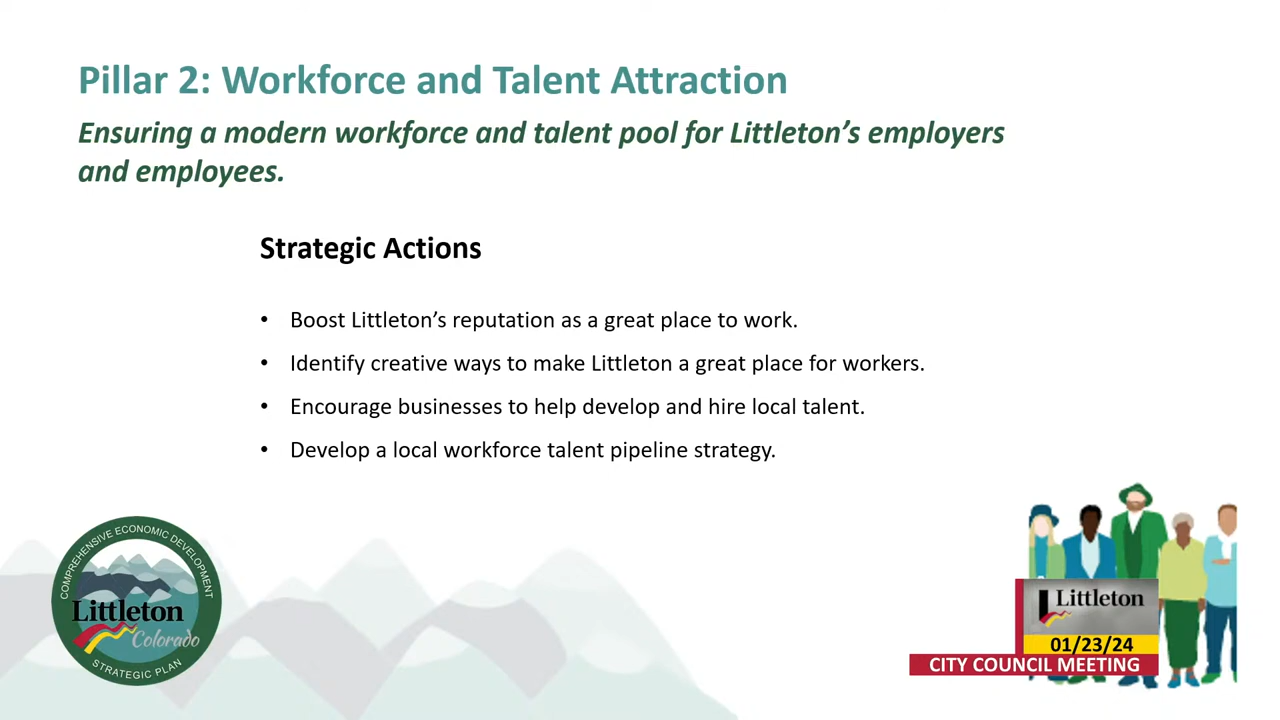 Pillar 2: Workforce and Talent Attraction
Ensuring a modern workforce and talent pool for Littleton’s employers
and employees.
Strategic Actions
• Boost Littleton’s reputation as a great place to work.
• Identify creative ways to make Littleton a great place for workers.
• Encourage businesses to help develop and hire local talent.
• Develop a local workforce talent pipeline strategy.
COMPREHENSIVE ECONOMIC DEVELOPMENT
Littleton
Colorado
STRATEGIC PLAN
Littleton
01/23/24
CITY COUNCIL MEETING